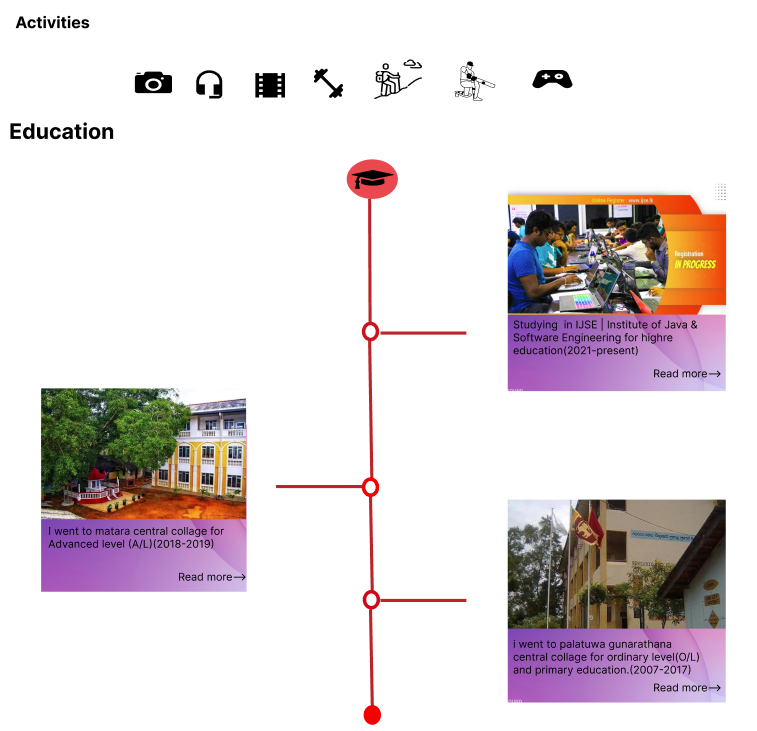 Activities
Education
Online Register : www.ijse.lk
Registration
IN PROGRESS
Studying in IJSE | Institute of Java &
Software Engineering for highre
education(2021-present)
Read more
I went to matara central collage for
Advanced level (A/L)(2018-2019)
Read more
i went to palatuwa gunarathana
central collage for ordinary level(O/L)
and primary education.(2007-2017)
Read more